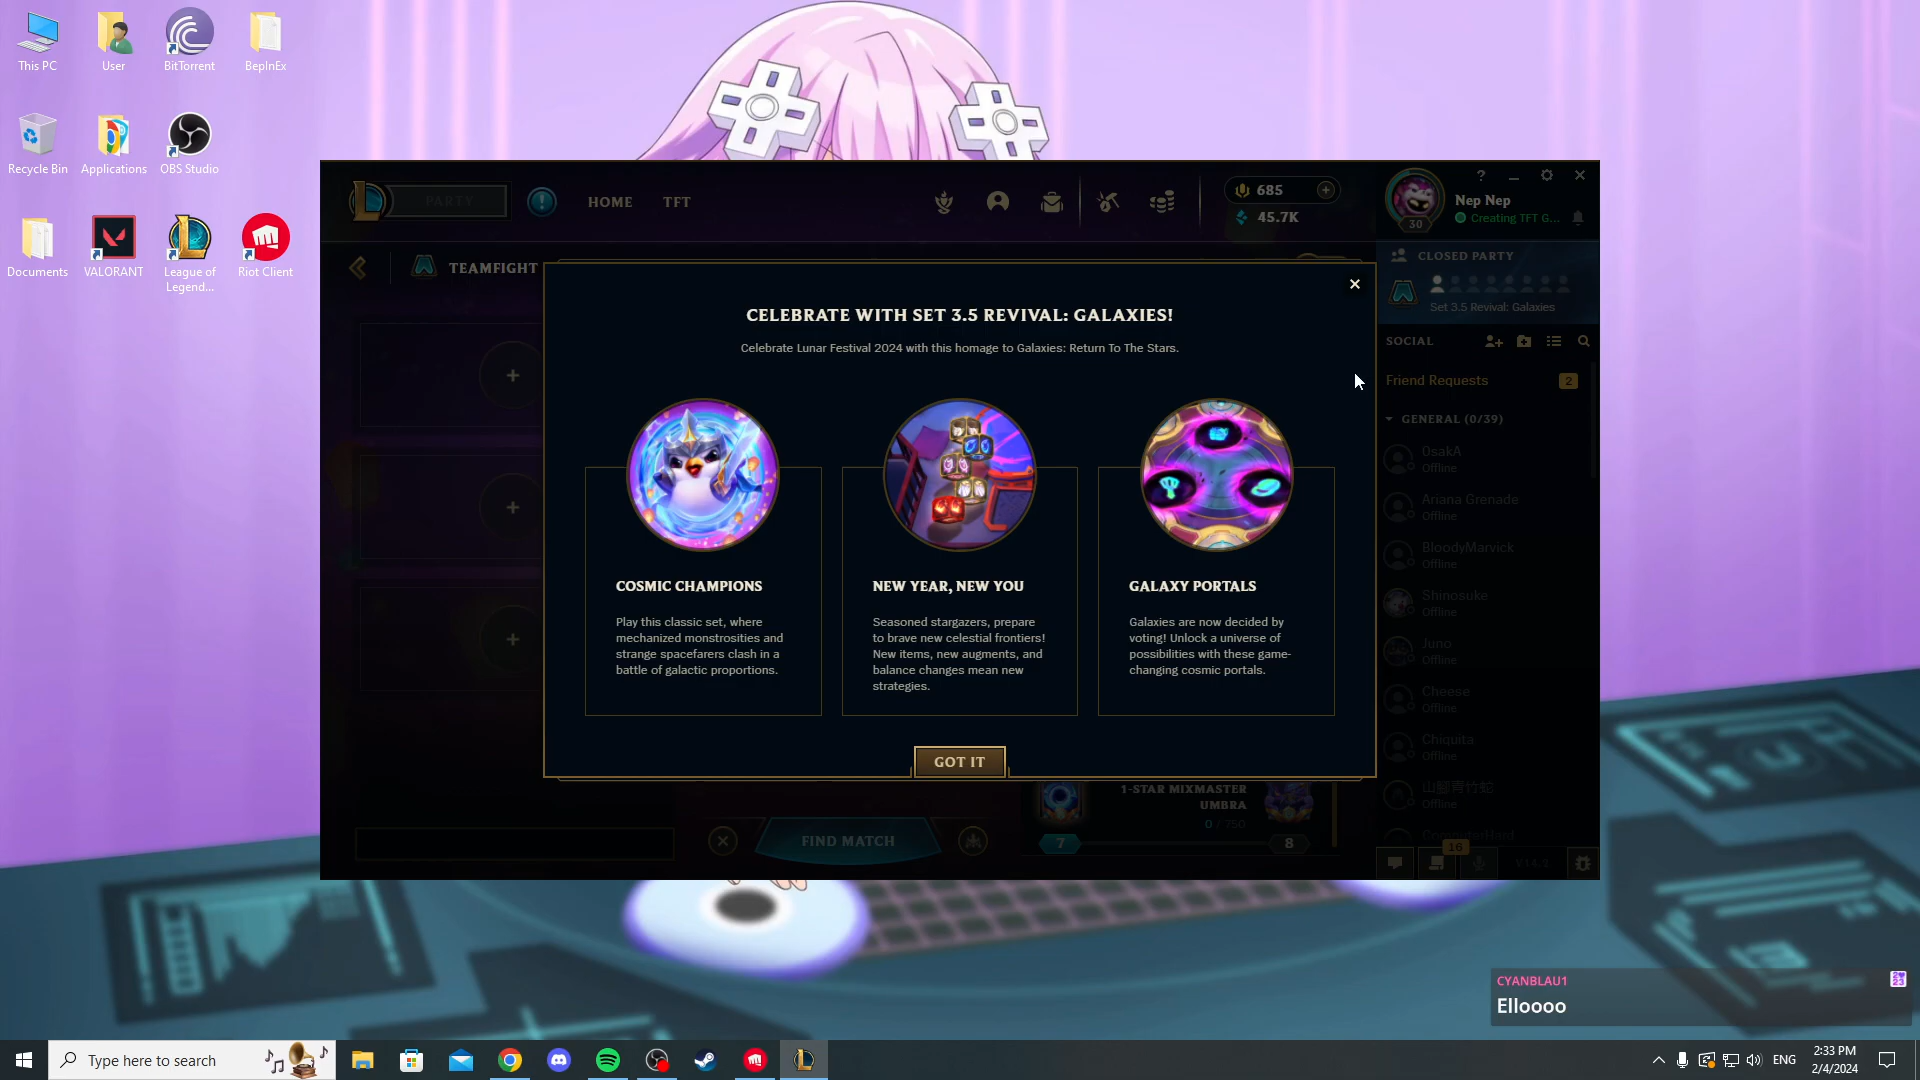 This PC
User
BitTorrent
BepInEx
Recycle Bin
Applications
OBS Studio
Documents
VALORANT
League of
Legend...
Riot Client
PARTY
HOME
TFT
685
45.7K
30
Nep Nep
Creating TFT G...
TEAMFIGHT
CLOSED PARTY
Set 3.5 Revival: Galaxies
SOCIAL
Friend Requests
2
GENERAL (0/39)
OsakA
Offline
Ariana Grenade
Offline
BloodyMarvick
Offline
Shinosuke
Offline
Juno
Offline
Cheese
Offline
Chiquita
Offline
Offline
CELEBRATE WITH SET 3.5 REVIVAL: GALAXIES!
Celebrate Lunar Festival 2024 with this homage to Galaxies: Return To The Stars.
COSMIC CHAMPIONS
Play this classic set, where
mechanized monstrosities and
strange spacefarers clash in a
battle of galactic proportions.
NEW YEAR, NEW YOU
Seasoned stargazers, prepare
to brave new celestial frontiers!
New items, new augments, and
balance changes mean new
strategies.
GALAXY PORTALS
Galaxies are now decided by
voting! Unlock a universe of
possibilities with these game-
changing cosmic portals.
GOT IT
1-STAR MIXMASTER
UMBRA
0 / 750
7
8
FIND MATCH
16
CYANBLAU1
Elloooo
Type here to search
ENG
2:33 PM
2/4/2024